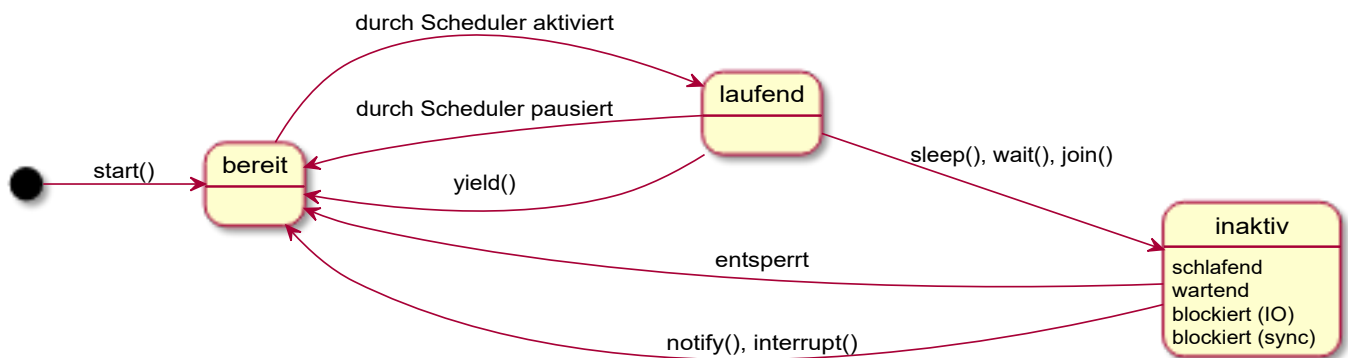 durch Scheduler aktiviert
laufend
durch Scheduler pausiert
bereit
start()
yield()
sleep(), wait(), join()
inaktiv
schlafend
wartend
blockiert (IO)
blockiert (sync)
entsperrt
notify(), interrupt()